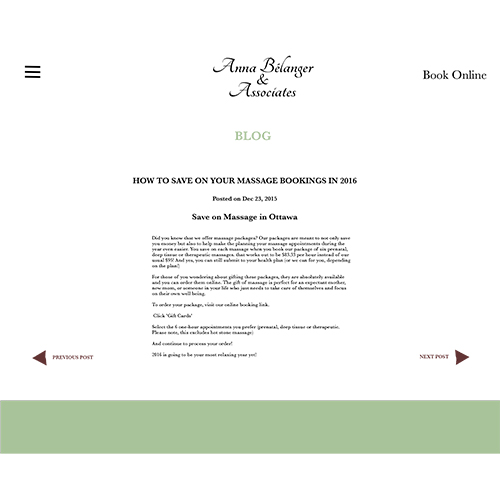 Anna Bélanger
&
Associates
Book Online
BLOG
HOW TO SAVE ON YOUR MASSAGE BOOKINGS IN 2016
Posted on Dec 23, 2015
Save on Massage in Ottawa
Did you know that we offer massage packages? Our packages are meant to not only save
you money but also to help make the planning your massage appointments during the
year even easier. You save on each massage when you book our package of six prenatal,
deep tissue or therapeutic massages. that works out to be $83.33 per hour instead of our
usual $95! And yes, you can still submit to your health plan (or we can for you, depending
on the plan!)
For those of you wondering about gifting these packages, they are absolutely available
and you can order them online. The gift of massage is perfect for an expectant mother,
new mom, or someone in your life who just needs to take care of themselves and focus
on their own well being.
To order your package, visit our online booking link.
Click 'Gift Cards'
Select the 6 one-hour appointments you prefer (prenatal, deep tissue or therapeutic.
Please note, this excludes hot stone massage)
And continue to process your order!
2016 is going to be your most relaxing year yet!
PREVIOUS POST
NEXT POST